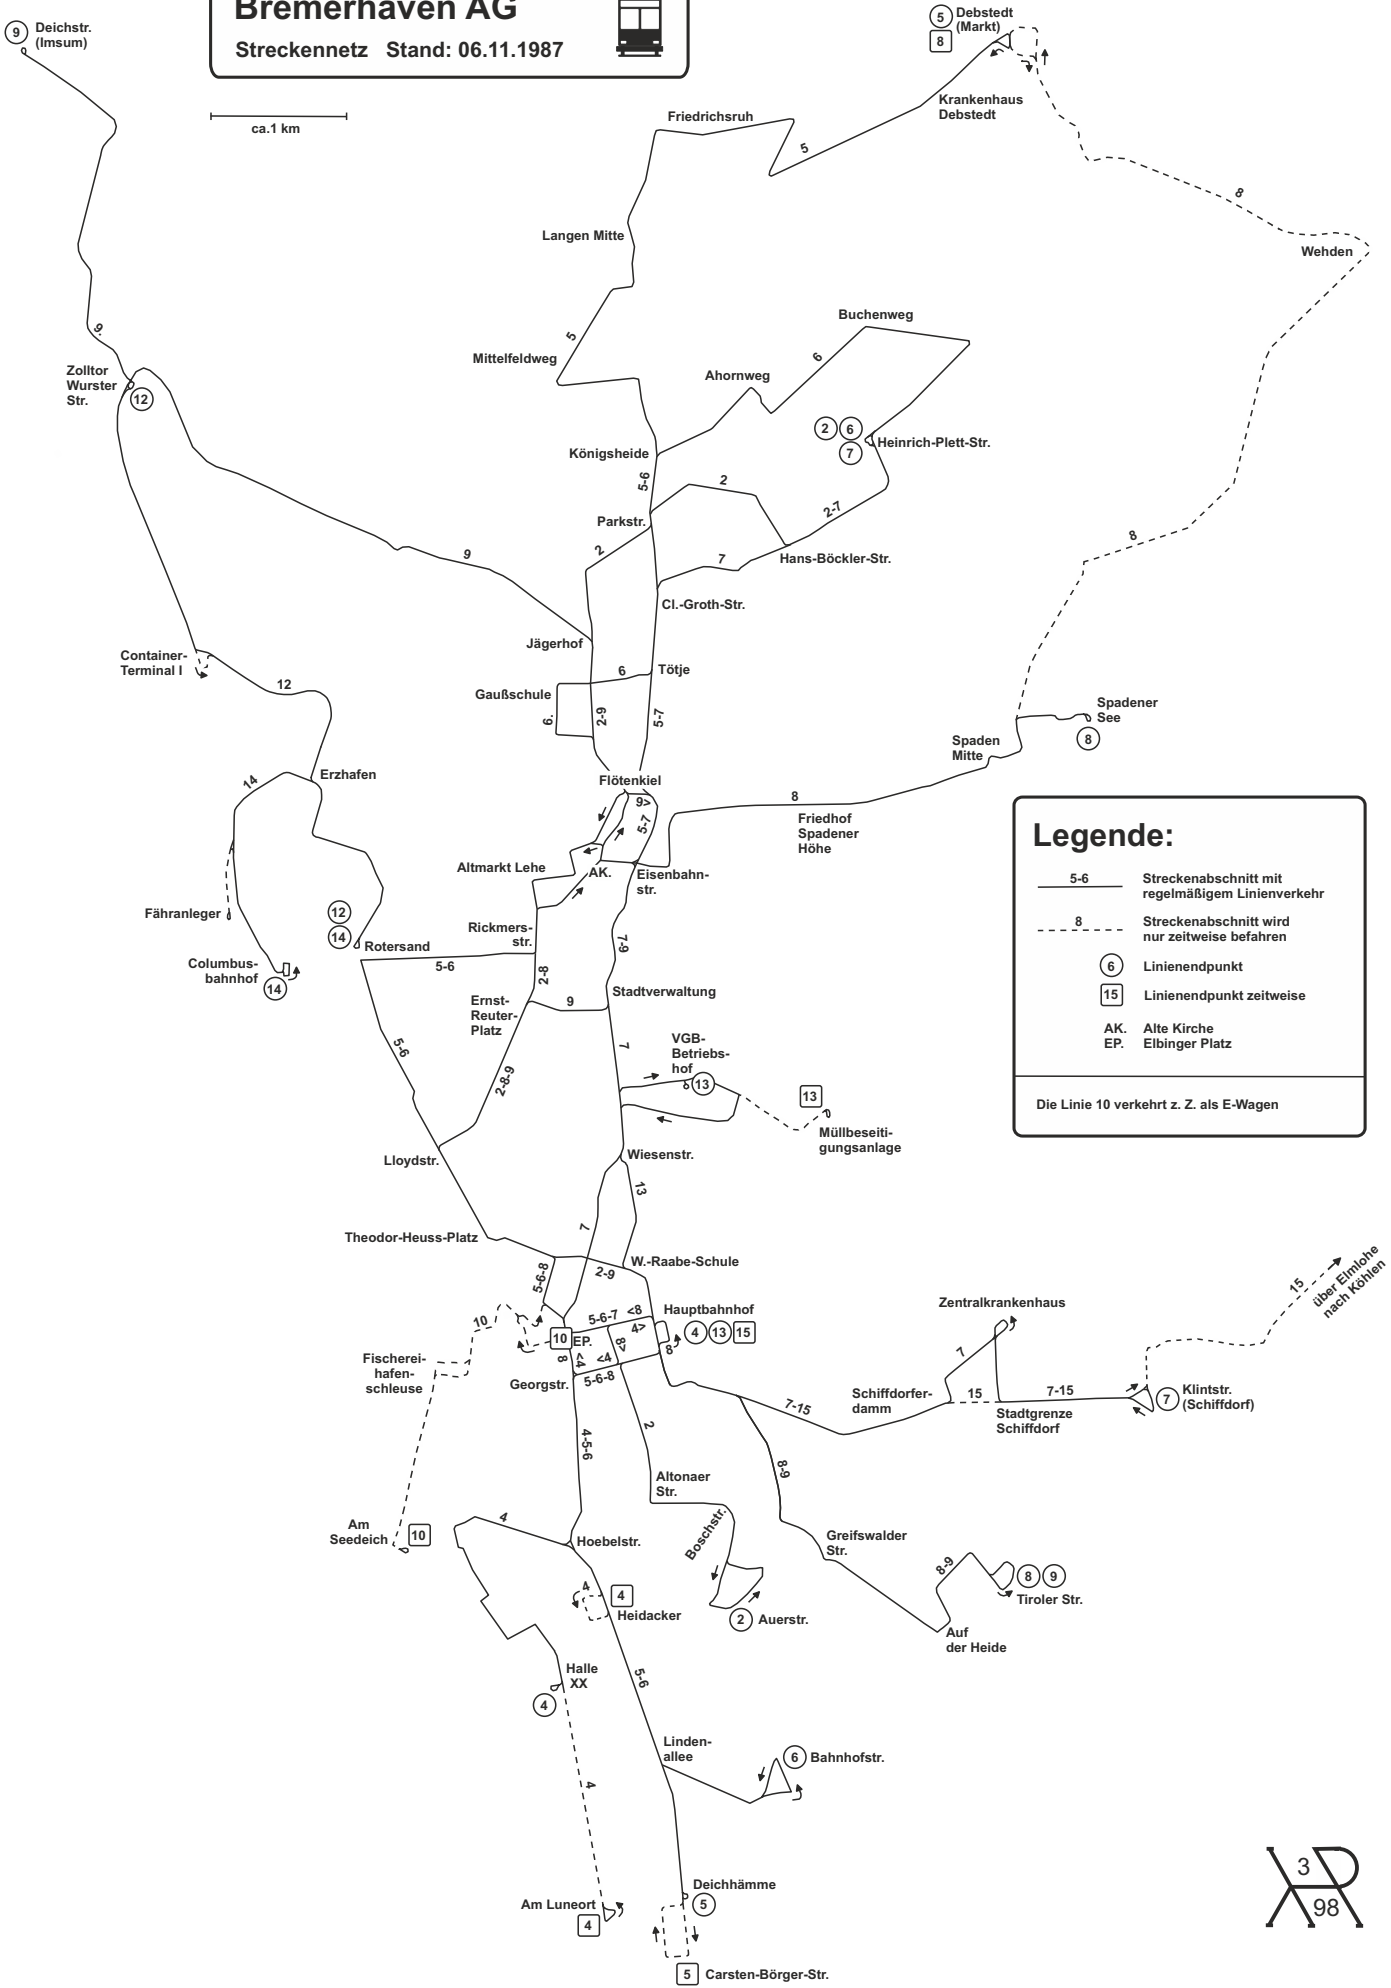 Bremerhaven AG
Streckennetz Stand: 06.11.1987
ca.1 km
9
Deichstr.
(Imsum)
5
Debstedt
(Markt)
8
Krankenhaus
Debstedt
Friedrichsruh
5
8
Wehden
Langen Mitte
5
Mittelfeldweg
Buchenweg
6
Ahornweg
9.
Zolltor
Wurster
Str.
12
2
6
7
Heinrich-Plett-Str.
Königsheide
5-6
2
2-7
Parkstr.
2
7
Hans-Böckler-Str.
8
9
Cl.-Groth-Str.
Jägerhof
Container-
Terminal I
12
6
Tötje
Gaußschule
6.
2-9
5-7
Spadener
See
8
Spaden
Mitte
Erzhafen
14
Flötenkiel
9>
5-7
8
Friedhof
Spadener
Höhe
Altmarkt Lehe
AK.
Eisenbahn-
str.
Fähranleger
12
14
Rotersand
Rickmers-
str.
7-9
Columbus-
bahnhof
14
5-6
2-8
Stadtverwaltung
Ernst-
Reuter-
Platz
9
5-6
2-8-9
7
VGB-
Betriebs-
hof
13
13
Müllbeseiti-
gungsanlage
Lloydstr.
Wiesenstr.
13
7
Theodor-Heuss-Platz
W.-Raabe-Schule
2-9
5-6-8
10
10
EP.
5-6-7
<8
4>
8>
Hauptbahnhof
4
13
15
8
8
<4
<4
5-6-8
Georgstr.
Fischerei-
hafen-
schleuse
Zentralkrankenhaus
7
15
über Elmlohe
nach Köhlen
7-15
Schiffdorfer-
damm
15
7-15
Stadtgrenze
Schiffdorf
7
Klintstr.
(Schiffdorf)
4-5-6
2
8-9
Altonaer
Str.
Boschstr.
Am
Seedeich
10
4
Hoebelstr.
Greifswalder
Str.
8-9
8
9
Tiroler Str.
4
4
Heidacker
2
Auerstr.
Auf
der Heide
Halle
XX
4
5-6
Linden-
allee
6
Bahnhofstr.
4
Am Luneort
4
Deichhämme
5
5
Carsten-Börger-Str.
Legende:
5-6
Streckenabschnitt mit
regelmäßigem Linienverkehr
8
Streckenabschnitt wird
nur zeitweise befahren
6
Linienendpunkt
15
Linienendpunkt zeitweise
AK. Alte Kirche
EP. Elbinger Platz
Die Linie 10 verkehrt z. Z. als E-Wagen
3
98